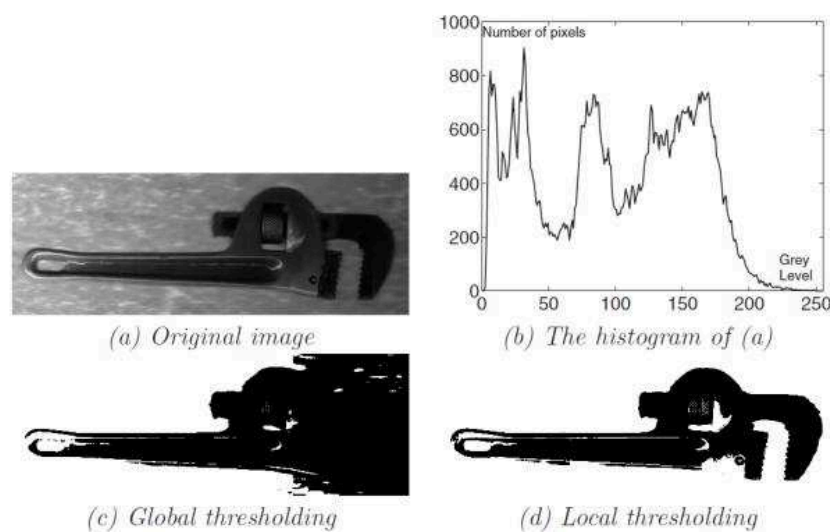 1000
800
600
400
200
0
Number of pixels
Grey
Level
0 50 100 150 200 250
(a) Original image
(b) The histogram of (a)
(c) Global thresholding
(d) Local thresholding